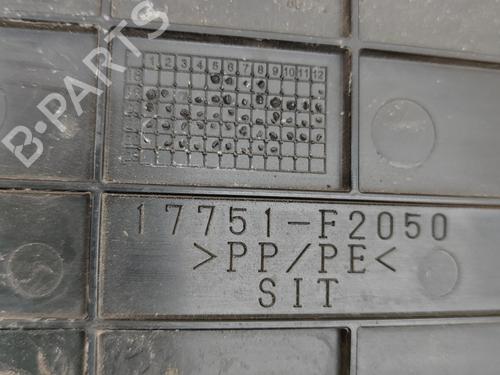 B-PARTS
1 2 3 4 5 6 7 8 9 10 11 12
17751-F2050
>PP/PE<
SIT